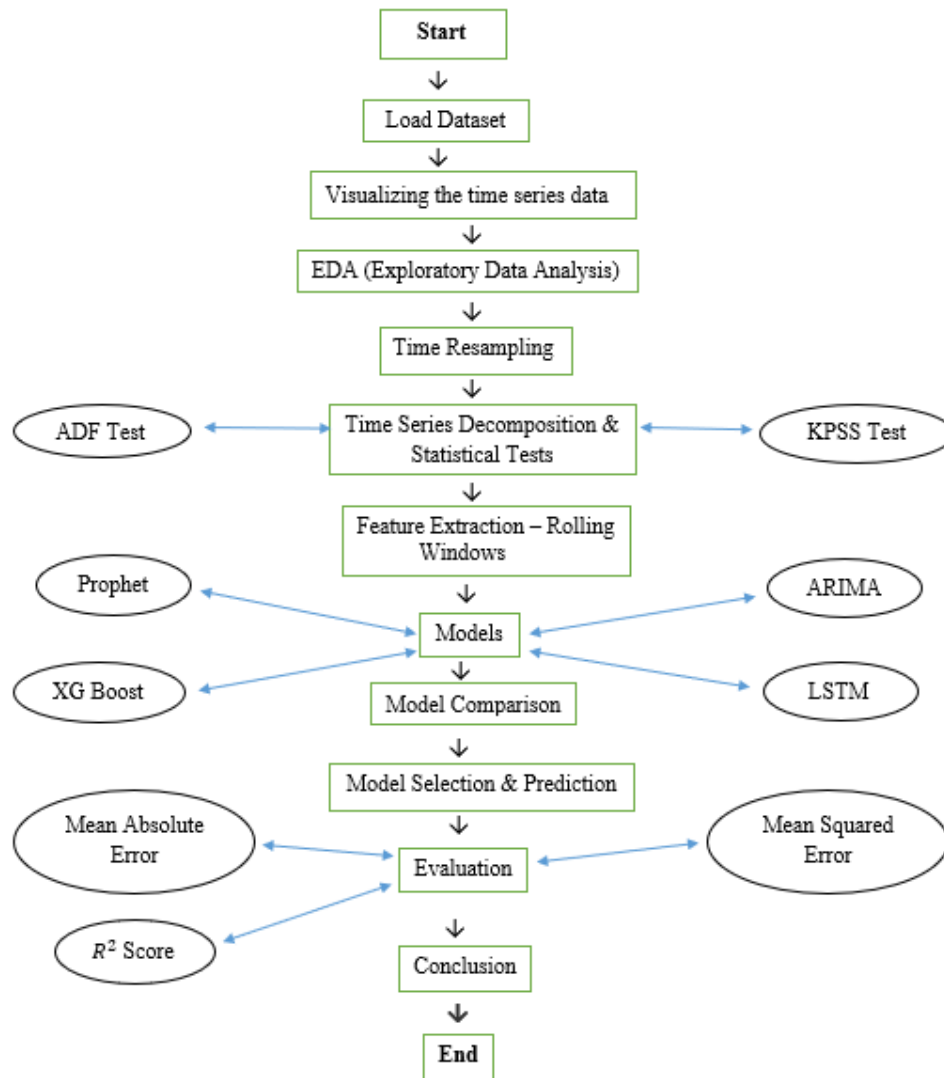 Start
Load Dataset
Visualizing the time series data
EDA (Exploratory Data Analysis)
Time Resampling
ADF Test
Time Series Decomposition &
Statistical Tests
KPSS Test
Feature Extraction – Rolling
Windows
Prophet
ARIMA
Models
XG Boost
LSTM
Model Comparison
Model Selection & Prediction
Mean Absolute
Error
Mean Squared
Error
Evaluation
R² Score
Conclusion
End